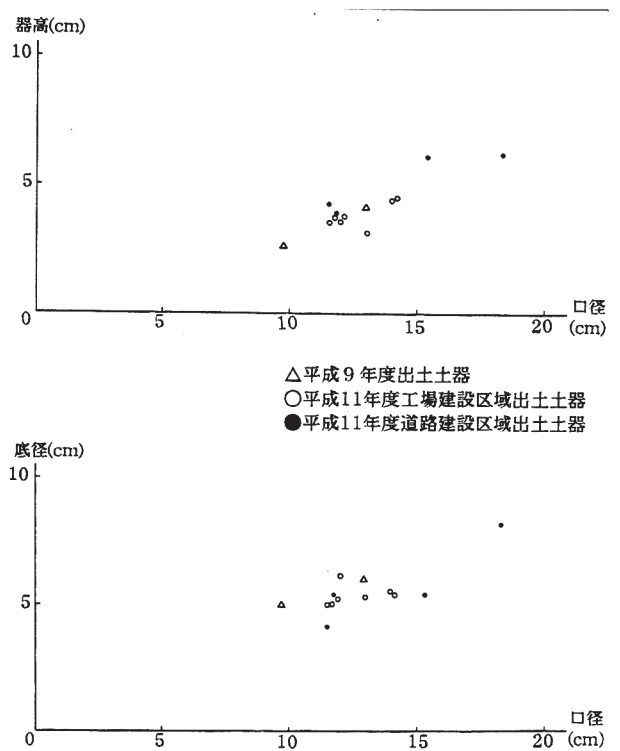 器高(cm)
10
5
0
5
10
15
20
口径
(cm)
△平成9年度出土土器
○平成11年度工場建設区域出土土器
●平成11年度道路建設区域出土土器
底径(cm)
10
5
0
5
10
15
20
口径
(cm)